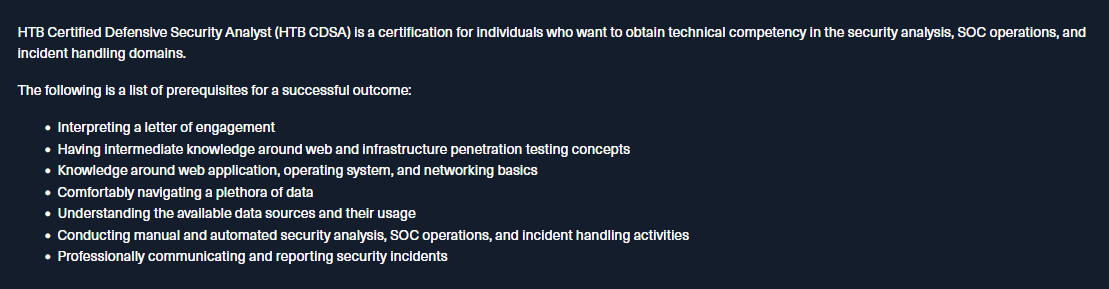 HTB Certified Defensive Security Analyst (HTB CDSA) is a certification for individuals who want to obtain technical competency in the security analysis, SOC operations, and
incident handling domains.
The following is a list of prerequisites for a successful outcome:
• Interpreting a letter of engagement
• Having intermediate knowledge around web and infrastructure penetration testing concepts
• Knowledge around web application, operating system, and networking basics
• Comfortably navigating a plethora of data
• Understanding the available data sources and their usage
• Conducting manual and automated security analysis, SOC operations, and incident handling activities
• Professionally communicating and reporting security incidents